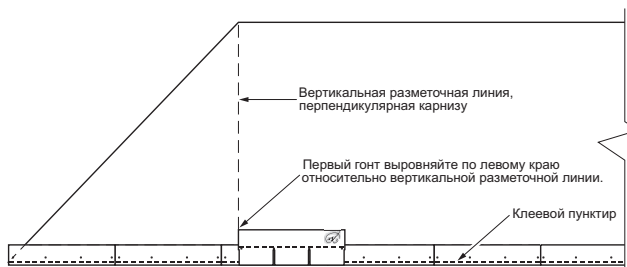 Вертикальная разметочная линия,
перпендикулярная карнизу
Первый гонт выровняйте по левому краю
относительно вертикальной разметочной линии.
Клеевой пунктир